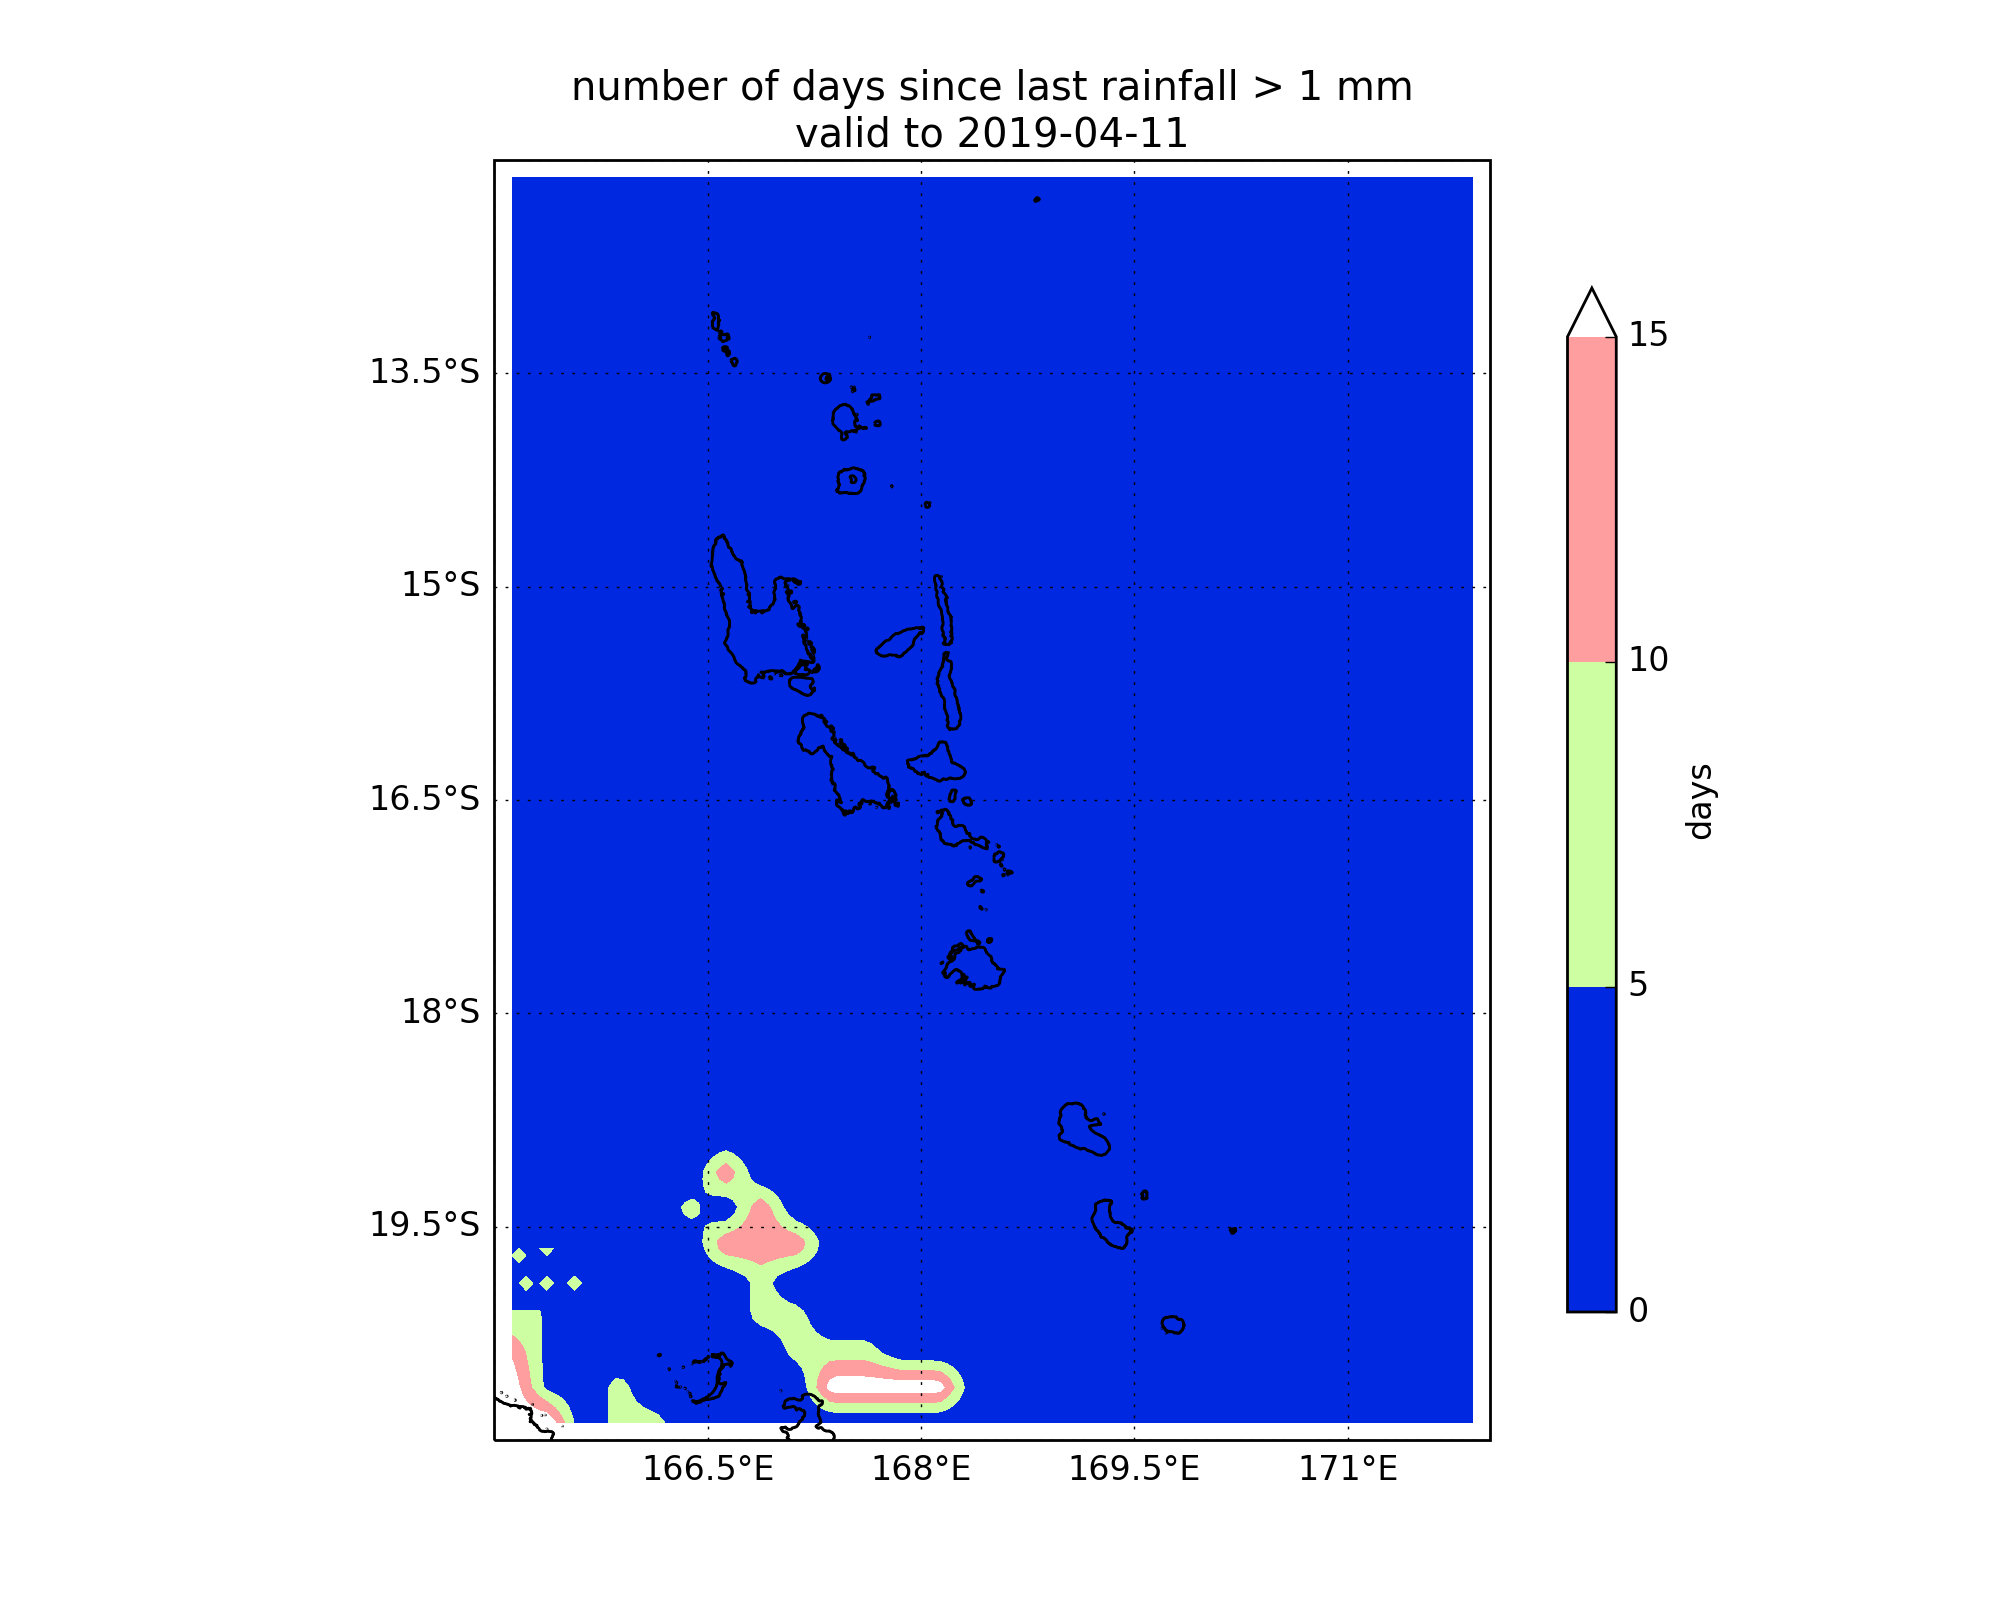 number of days since last rainfall > 1 mm
valid to 2019-04-11
13.5°S
15°S
16.5°S
18°S
19.5°S
166.5°E
168°E
169.5°E
171°E
15
10
5
0
days